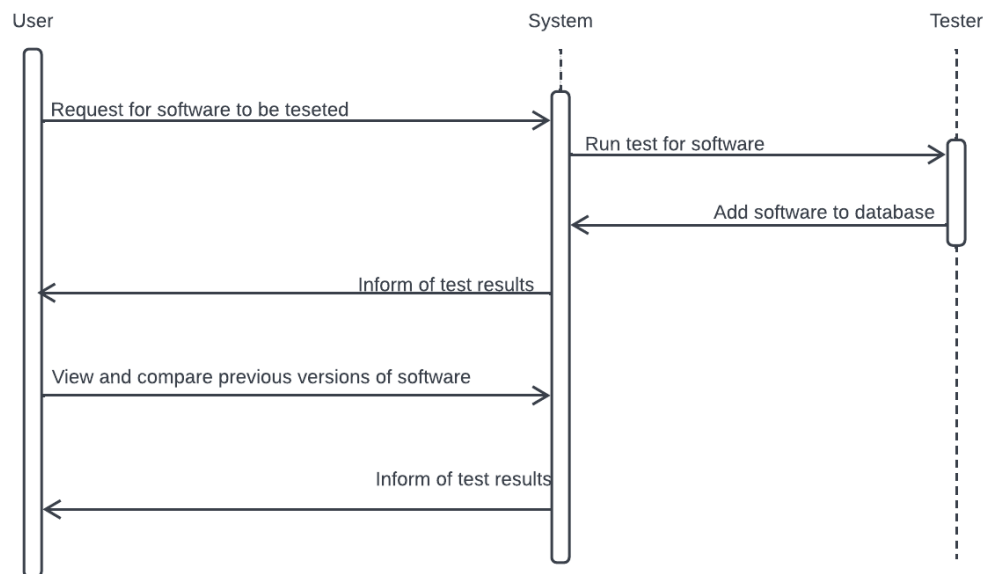 User
System
Tester
Request for software to be teseted
Run test for software
Add software to database
Inform of test results
View and compare previous versions of software
Inform of test results